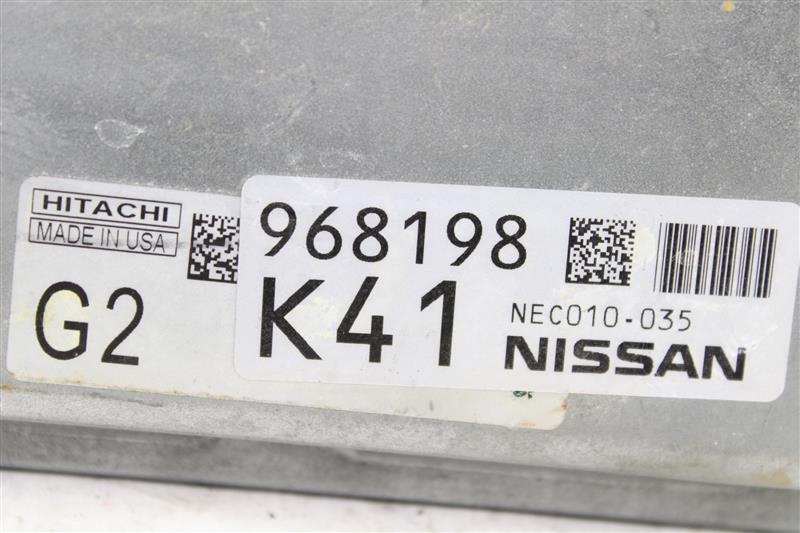 HITACHI
MADE IN USA
G2
968198
K41
NEC010-035
NISSAN